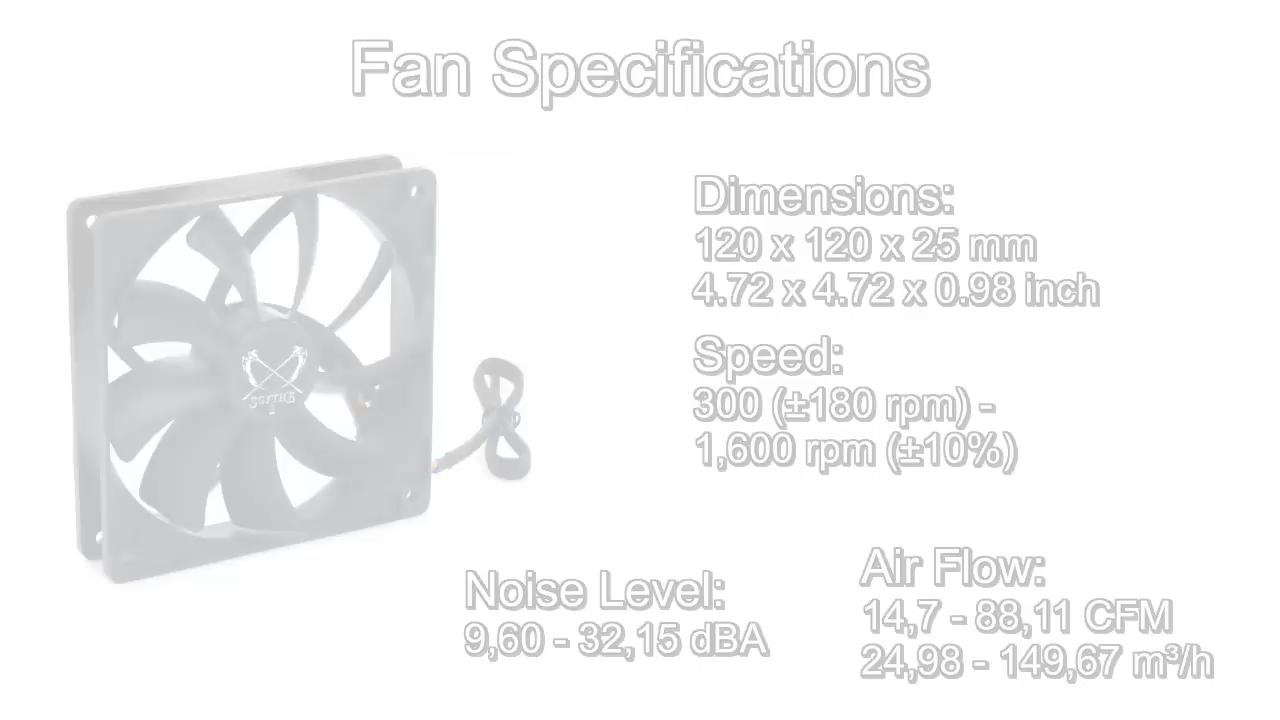 Fan Specifications
Dimensions:
120 x 120 x 25 mm
4.72 x 4.72 x 0.98 inch
Speed:
300 (±180 rpm) -
1,600 rpm (±10%)
SCYTHE
Noise Level:
9,60 - 32,15 dBA
Air Flow:
14,7 - 88,11 CFM
24,98 - 149,67 m³/h